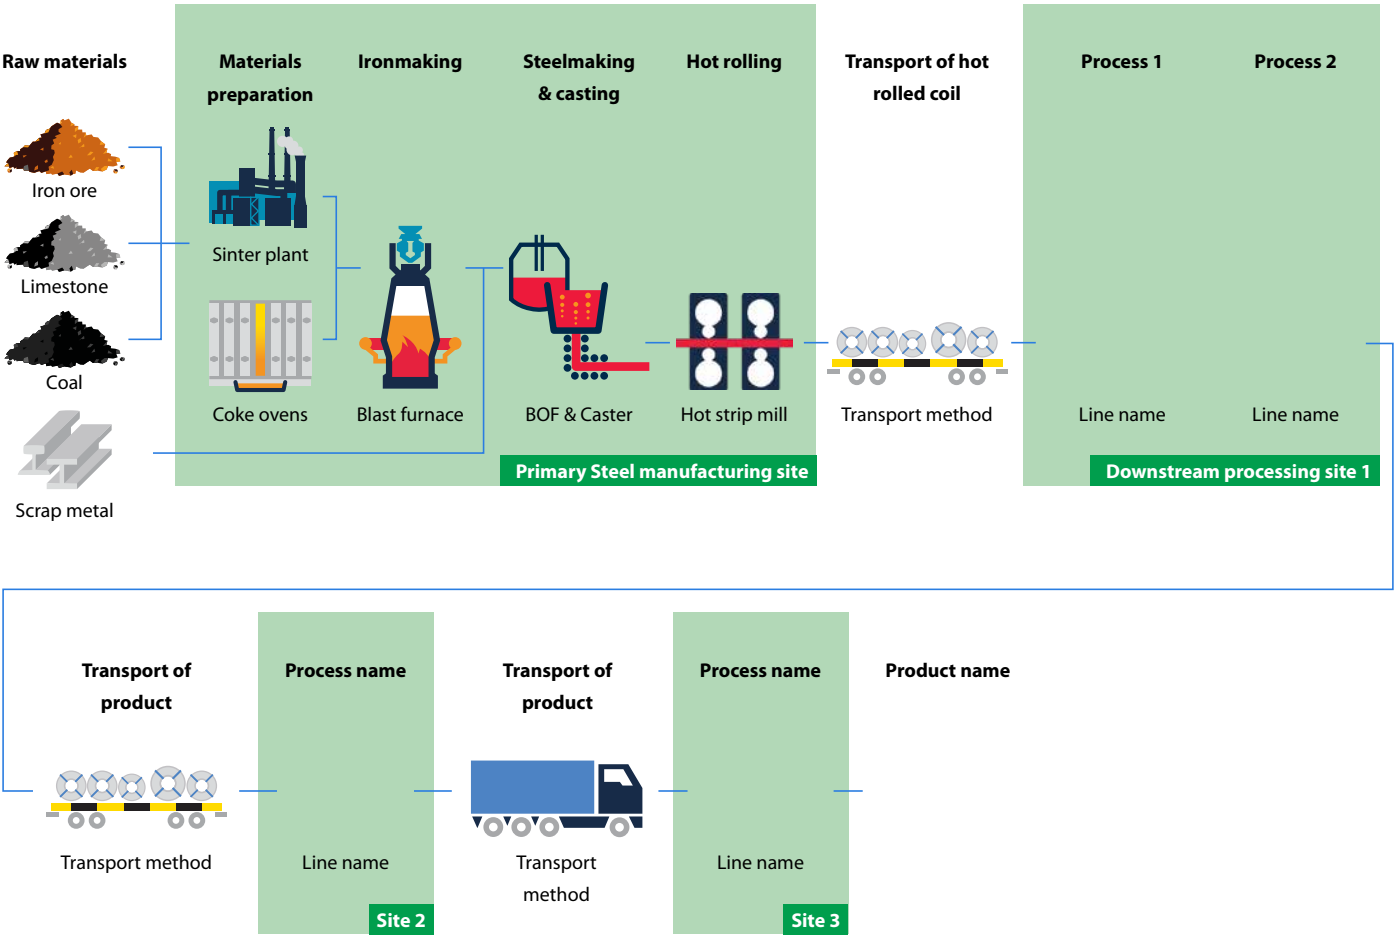 Raw materials
Materials
preparation
Ironmaking
Steelmaking
& casting
Hot rolling
Transport of hot
rolled coil
Process 1
Process 2
Iron ore
Limestone
Coal
Scrap metal
Sinter plant
Coke ovens
Blast furnace
BOF & Caster
Hot strip mill
Transport method
Line name
Line name
Primary Steel manufacturing site
Downstream processing site 1
Transport of
product
Process name
Transport of
product
Process name
Product name
Transport method
Line name
Transport
method
Line name
Site 2
Site 3